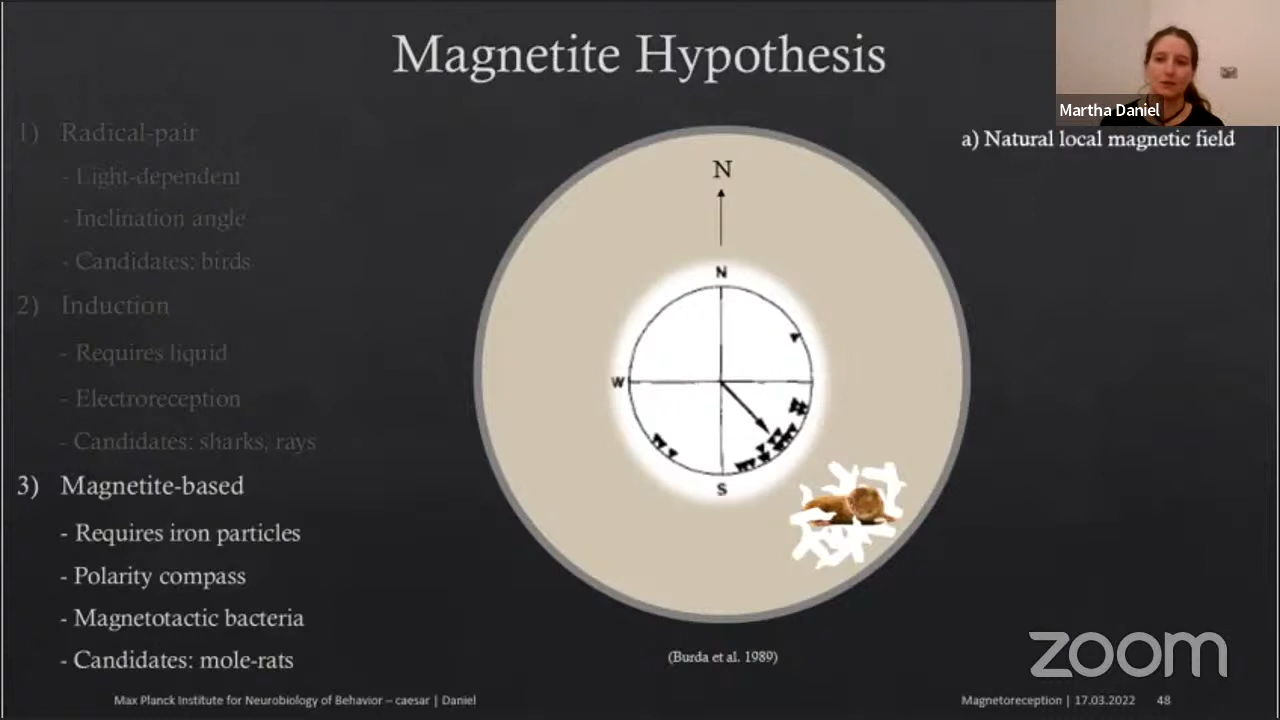 Magnetite Hypothesis
Martha Daniel
1) Radical-pair
- Light-dependent
- Inclination angle
- Candidates: birds
2) Induction
- Requires liquid
- Electroreception
- Candidates: sharks, rays
3) Magnetite-based
- Requires iron particles
- Polarity compass
- Magnetotactic bacteria
- Candidates: mole-rats
N
N
W
S
(Burda et al. 1989)
a) Natural local magnetic field
zoom
Max Planck Institute for Neurobiology of Behavior – caesar | Daniel
Magnetoreception | 17.03.2022 48